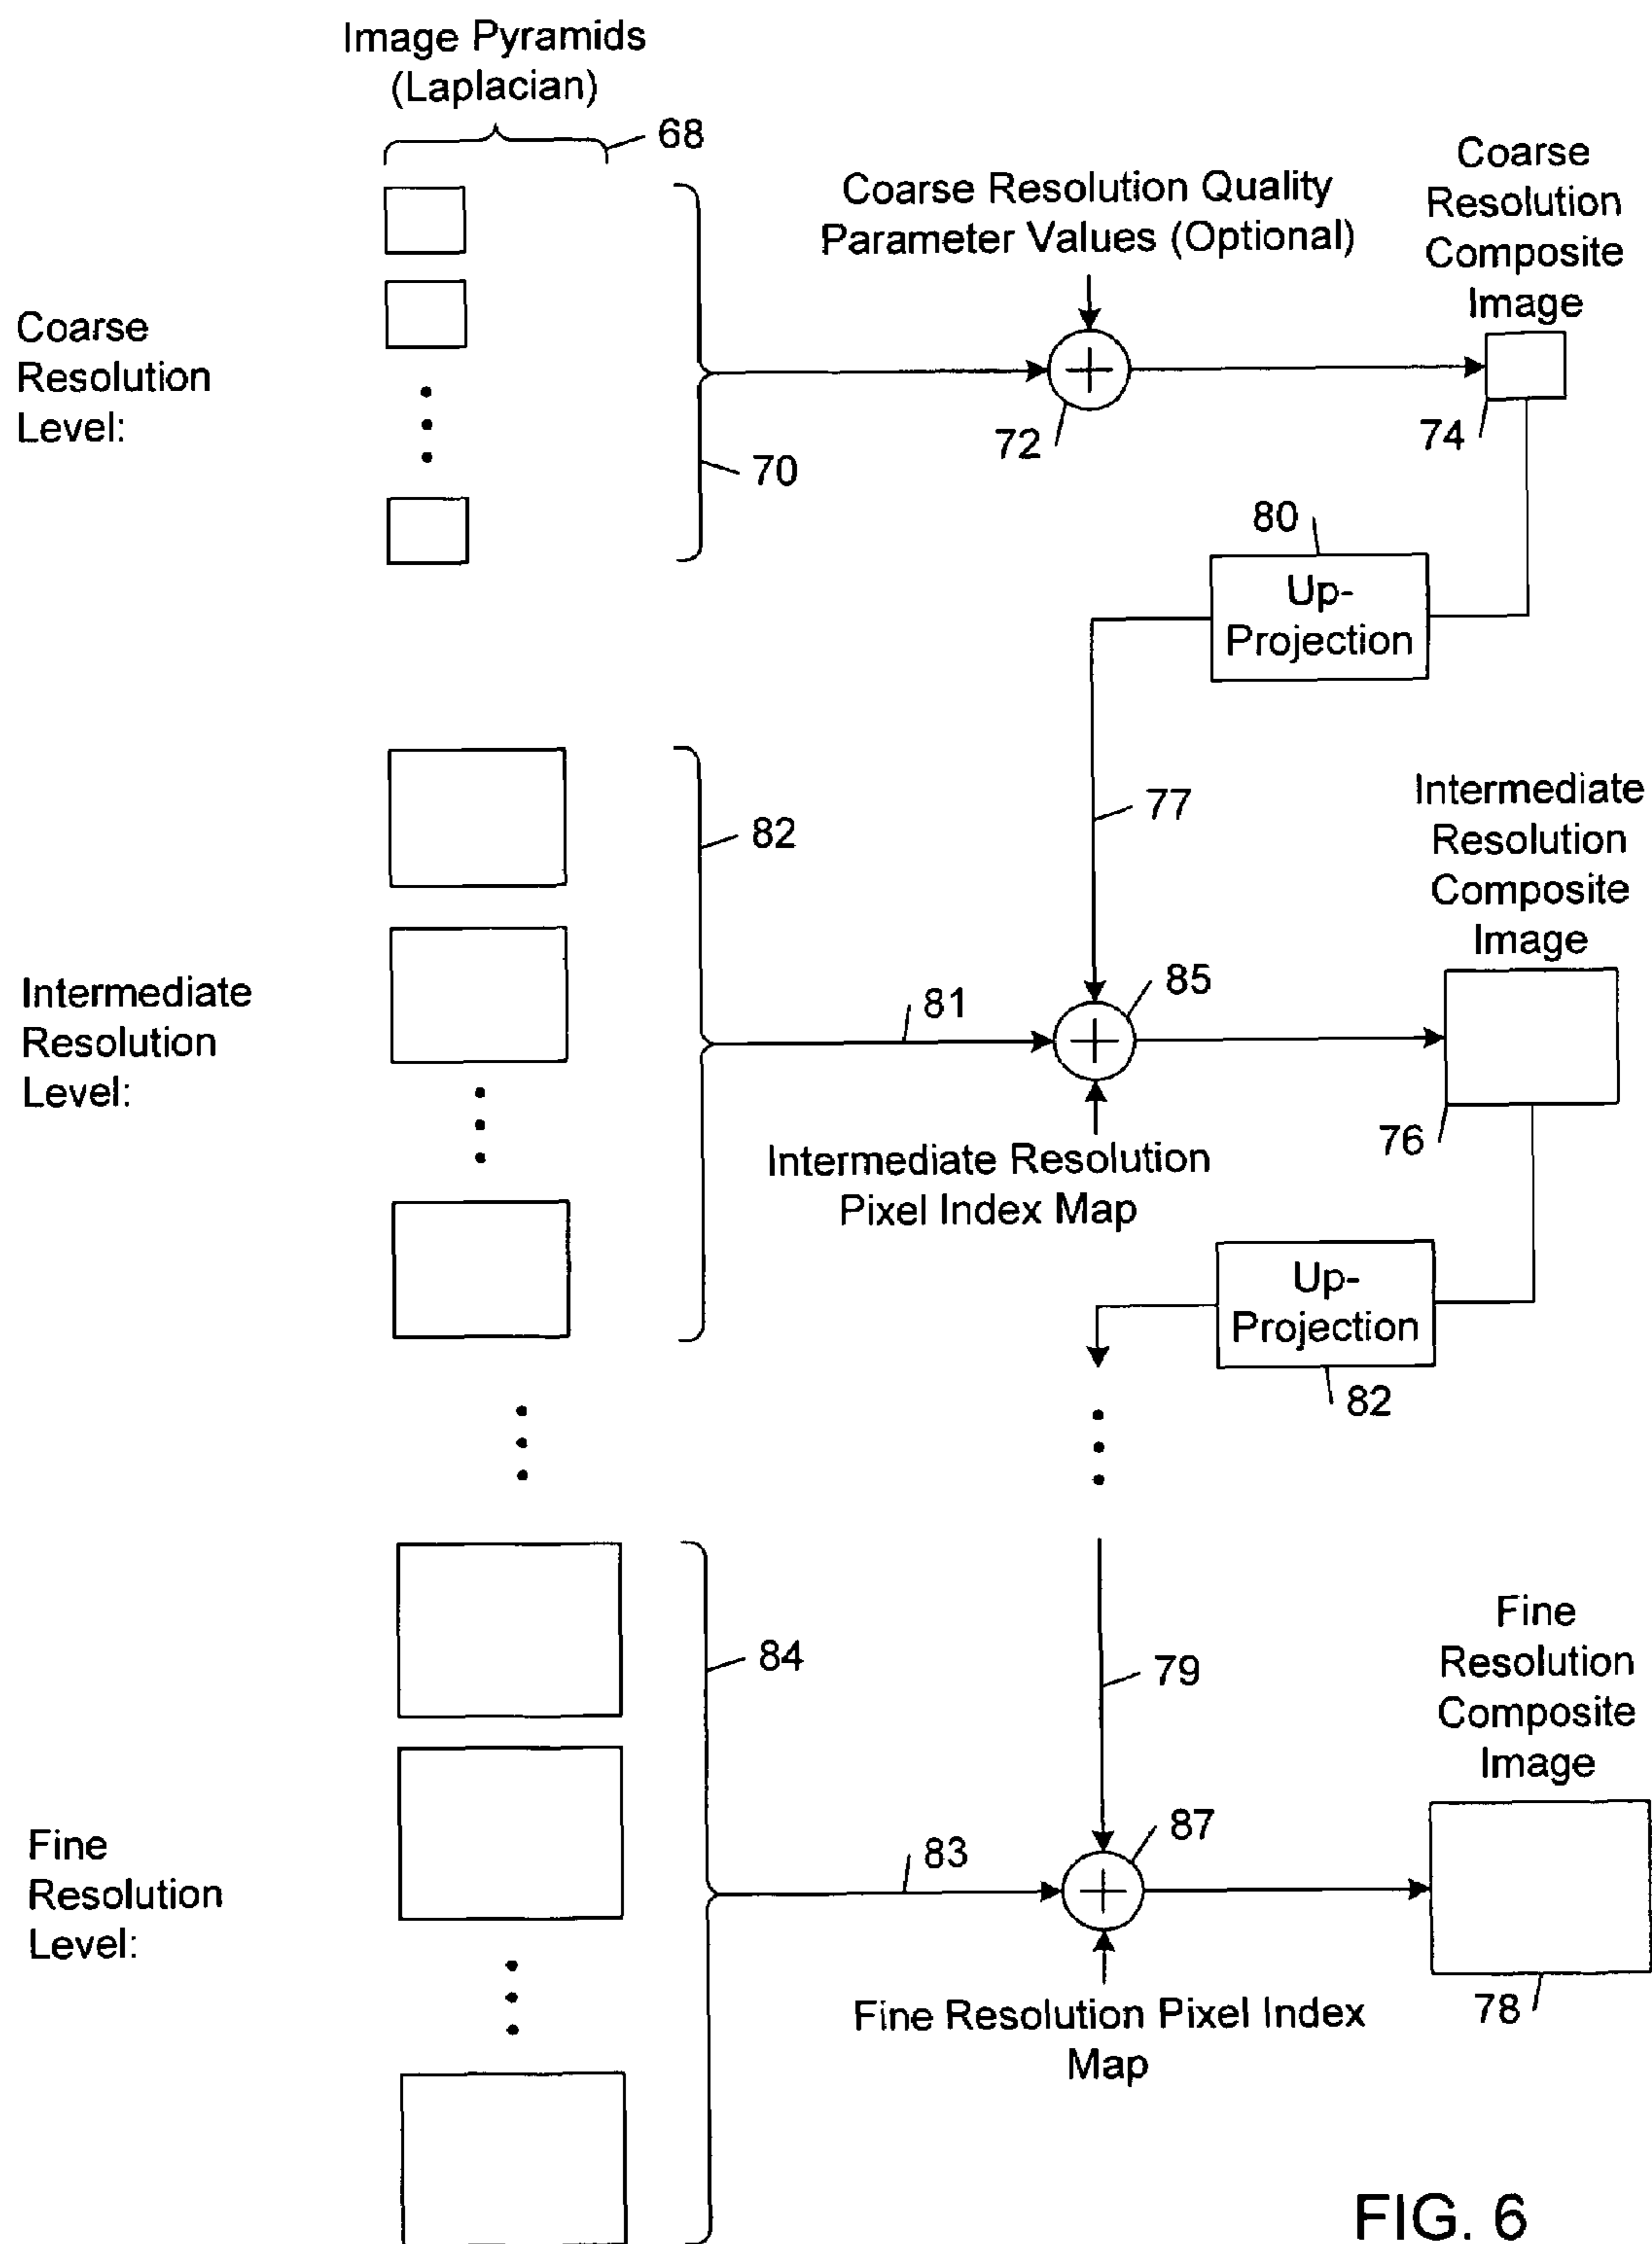 Image Pyramids
(Laplacian)
68
Coarse
Resolution
Level:
70
Coarse Resolution Quality
Parameter Values (Optional)
72
Coarse
Resolution
Composite
Image
74
80
Up-
Projection
77
Intermediate
Resolution
Level:
82
81
85
Intermediate Resolution
Pixel Index Map
Intermediate
Resolution
Composite
Image
76
Up-
Projection
82
Fine
Resolution
Level:
84
79
83
87
Fine Resolution Pixel Index
Map
Fine
Resolution
Composite
Image
78
FIG. 6